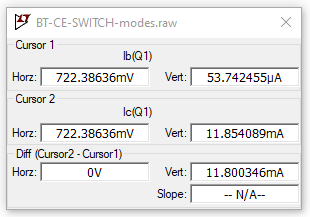 BT-CE-SWITCH-modes.raw
Cursor 1
Ib(Q1)
Horz: 722.38636mV Vert: 53.742455µA
Cursor 2
Ic(Q1)
Horz: 722.38636mV Vert: 11.854089mA
Diff (Cursor2 - Cursor1)
Horz: 0V Vert: 11.800346mA
Slope: -- N/A--